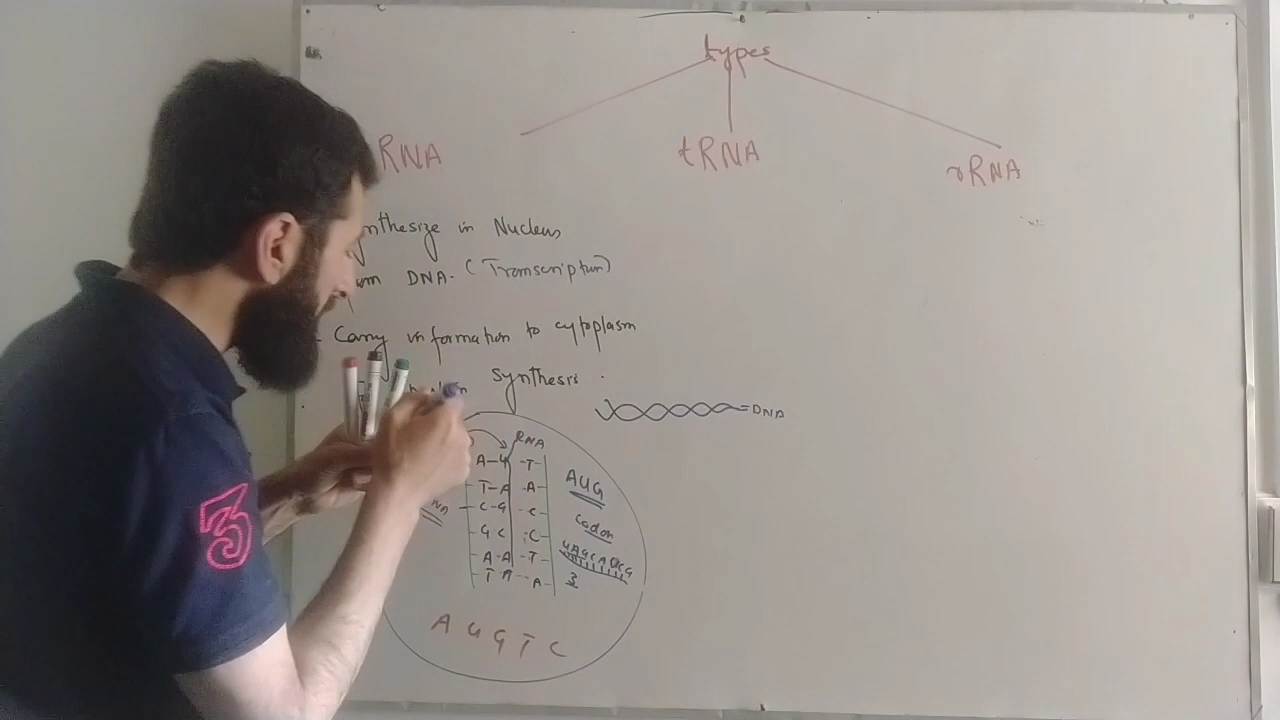 types
RNA tRNA rRNA
nthesize in Nucleus
DNA. (Transcription)
- Carry information to cytoplasm
synthesis.
= DNA
RNA
A-U -T-
T-A -A-
C-G -C-
G C C-
A-A -T-
T A -A-
AUG
codon
3
A U G T C
3